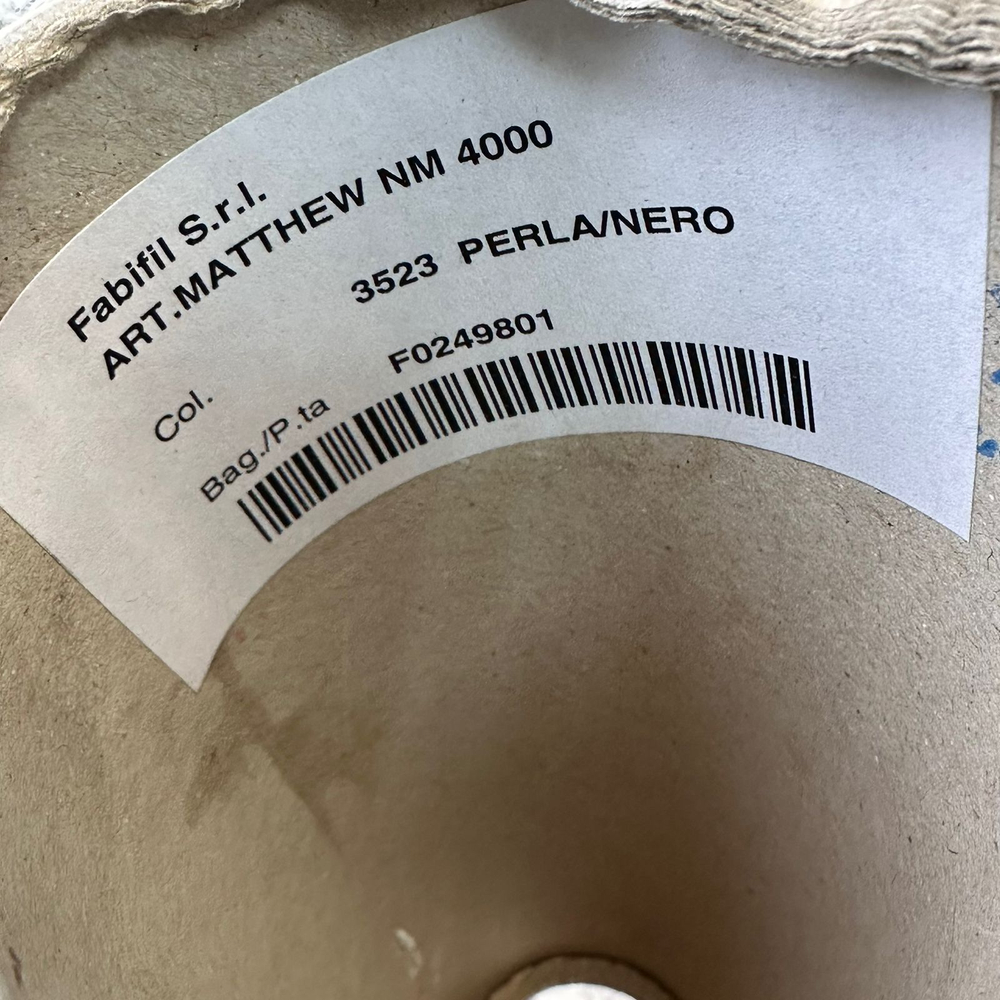 Fabifil S.r.l.
ART.MATTHEW NM 4000
Col. 3523 PERLA/NERO
Bag./P.ta F0249801